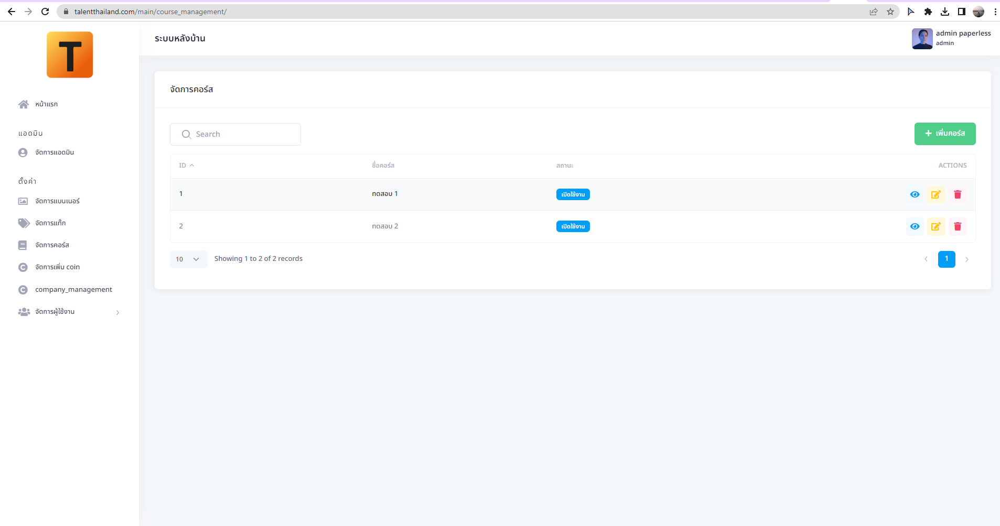 talentthailand.com/main/course_management/
T
ระบบหลังบ้าน
admin paperless
admin
หน้าแรก
แอดมิน
จัดการแอดมิน
ตั้งค่า
จัดการแบนเนอร์
จัดการแท๊ก
จัดการคอร์ส
จัดการเพิ่ม coin
company_management
จัดการผู้ใช้งาน
จัดการคอร์ส
Search
เพิ่มคอร์ส
ID ชื่อคอร์ส สถานะ ACTIONS
1 ทดสอบ 1 เปิดใช้งาน
2 ทดสอบ 2 เปิดใช้งาน
10 Showing 1 to 2 of 2 records 1